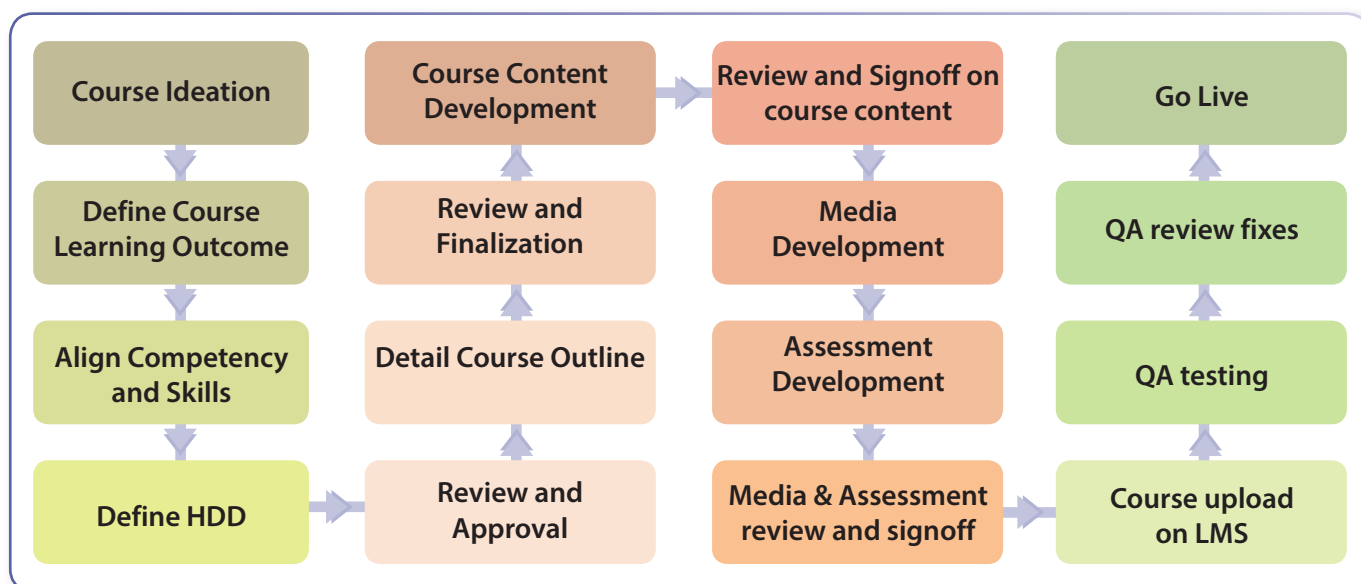 Course Ideation
Define Course
Learning Outcome
Align Competency
and Skills
Define HDD
Review and
Approval
Detail Course Outline
Review and
Finalization
Course Content
Development
Review and Signoff on
course content
Media
Development
Assessment
Development
Media & Assessment
review and signoff
Course upload
on LMS
QA testing
QA review fixes
Go Live